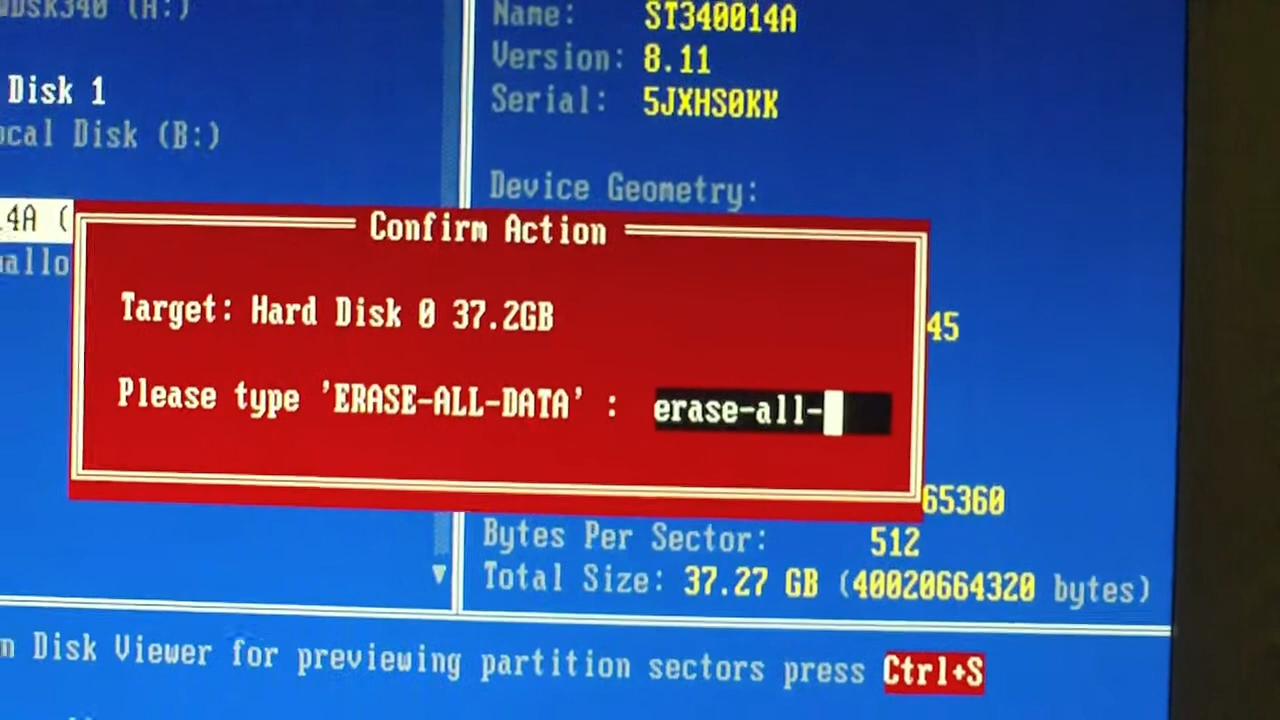 (A:)
Disk 1
Disk (B:)
4A (
Name: ST340014A
Version: 8.11
Serial: 5JXHS0KK
Device Geometry:
Confirm Action
Target: Hard Disk 0 37.2GB
Please type 'ERASE-ALL-DATA' : erase-all-
45
65360
Bytes Per Sector: 512
Total Size: 37.27 GB (40020664320 bytes)
Disk Viewer for previewing partition sectors press Ctrl+S